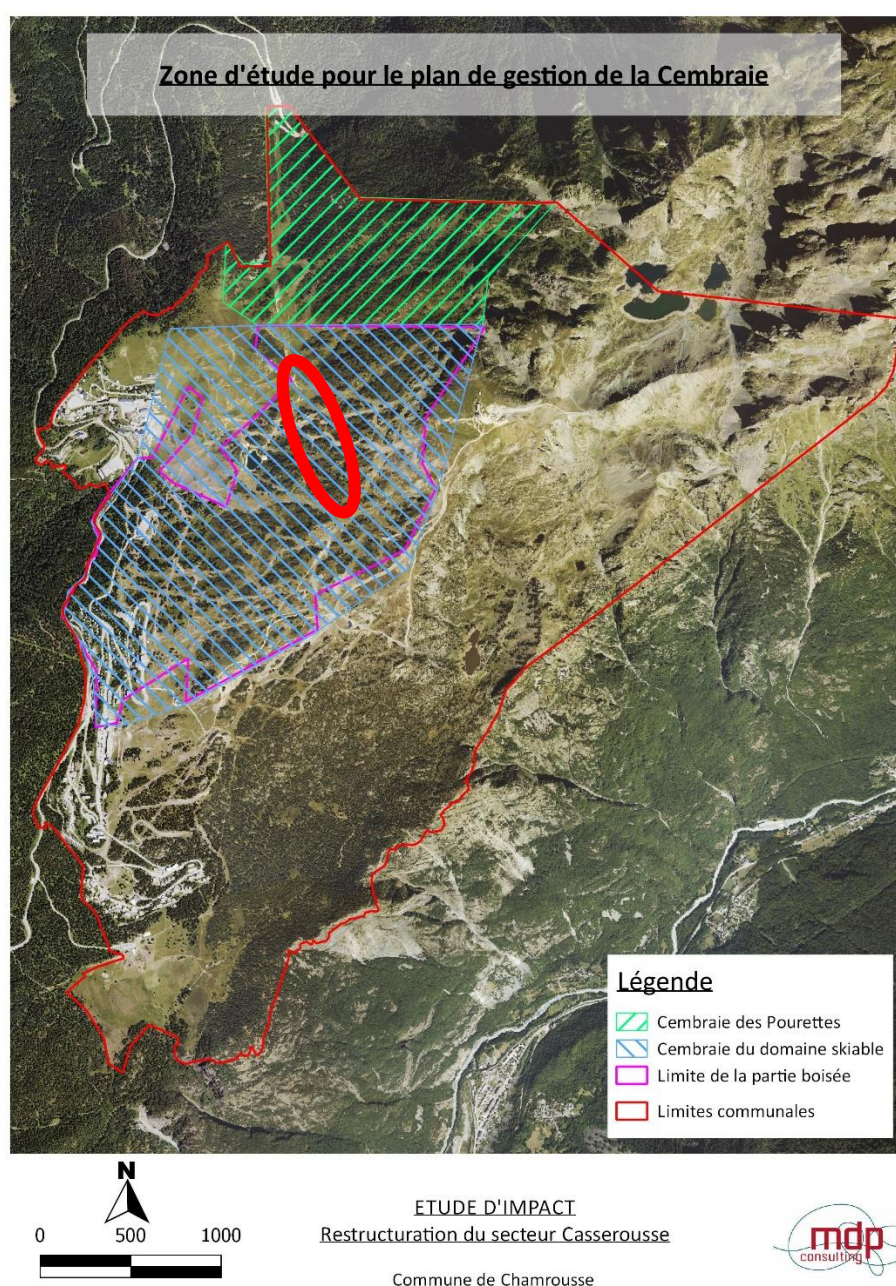 Zone d'étude pour le plan de gestion de la Cembraie
Légende
Cembraie des Pourettes
Cembraie du domaine skiable
Limite de la partie boisée
Limites communales
N
0 500 1000
ETUDE D'IMPACT
Restructuration du secteur Casserousse
Commune de Chamrousse
mdp
consulting